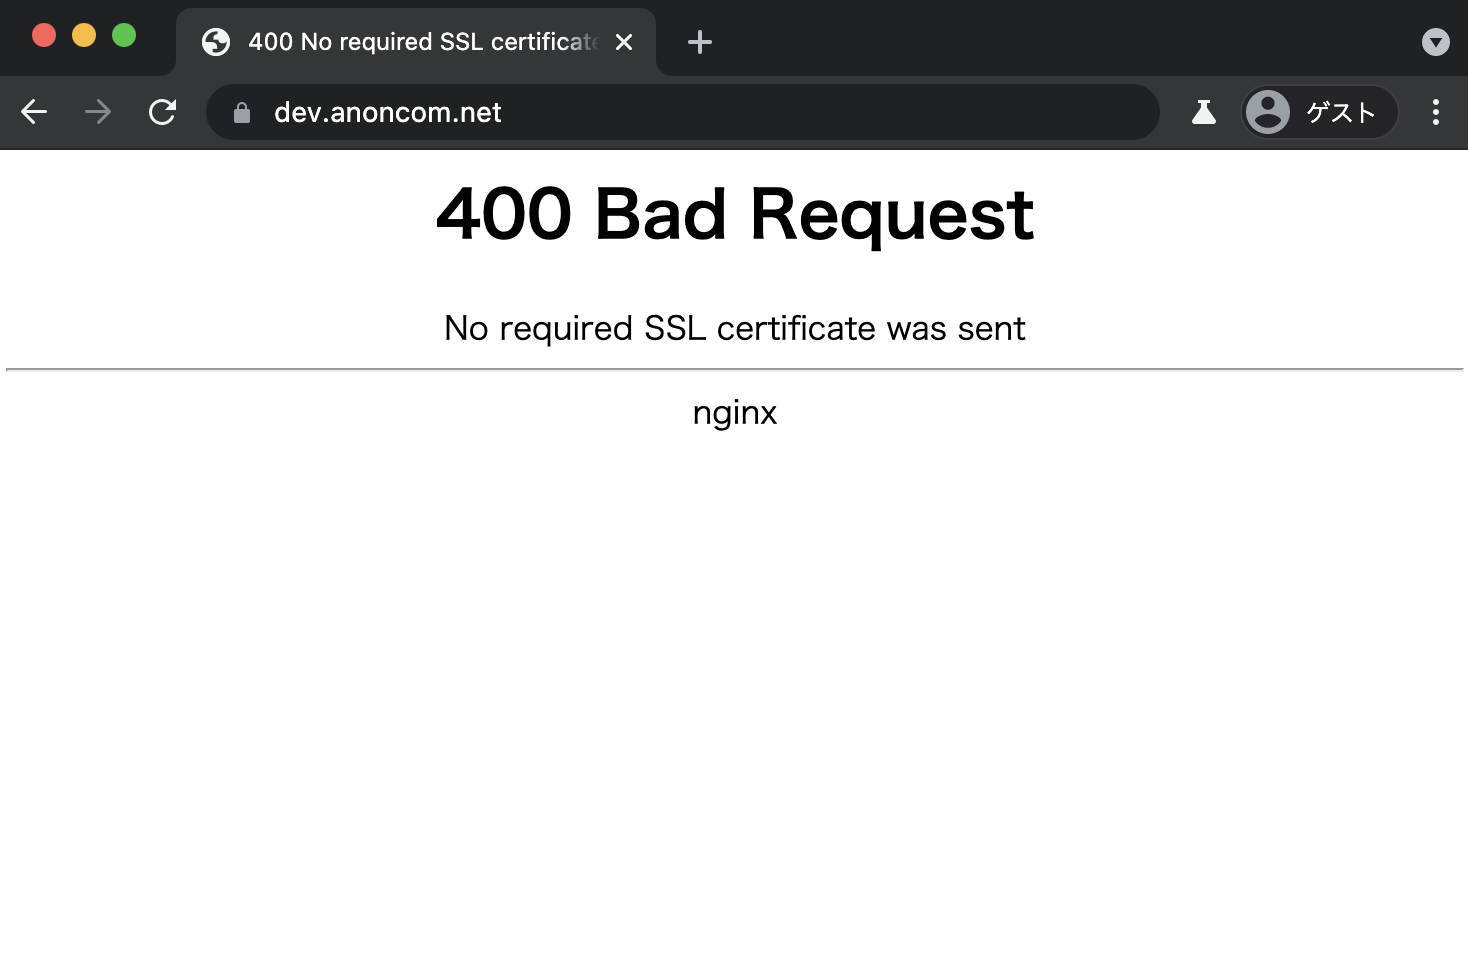 400 No required SSL certificate
dev.anoncom.net
ゲスト
400 Bad Request
No required SSL certificate was sent
nginx